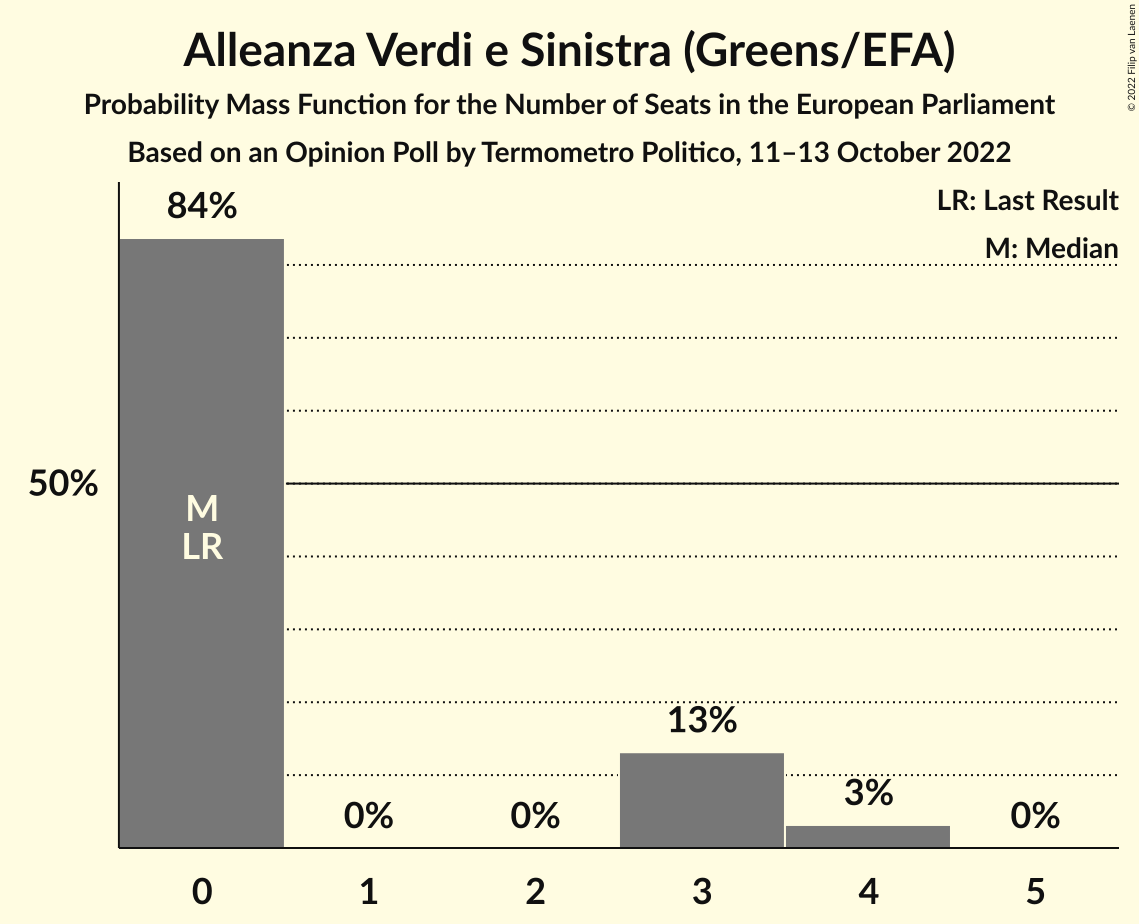 Alleanza Verdi e Sinistra (Greens/EFA)
Probability Mass Function for the Number of Seats in the European Parliament
Based on an Opinion Poll by Termometro Politico, 11–13 October 2022
© 2022 Filip van Laenen
LR: Last Result
M: Median
84%
50%
M
LR
13%
3%
0%
0%
0%
0
1
2
3
4
5